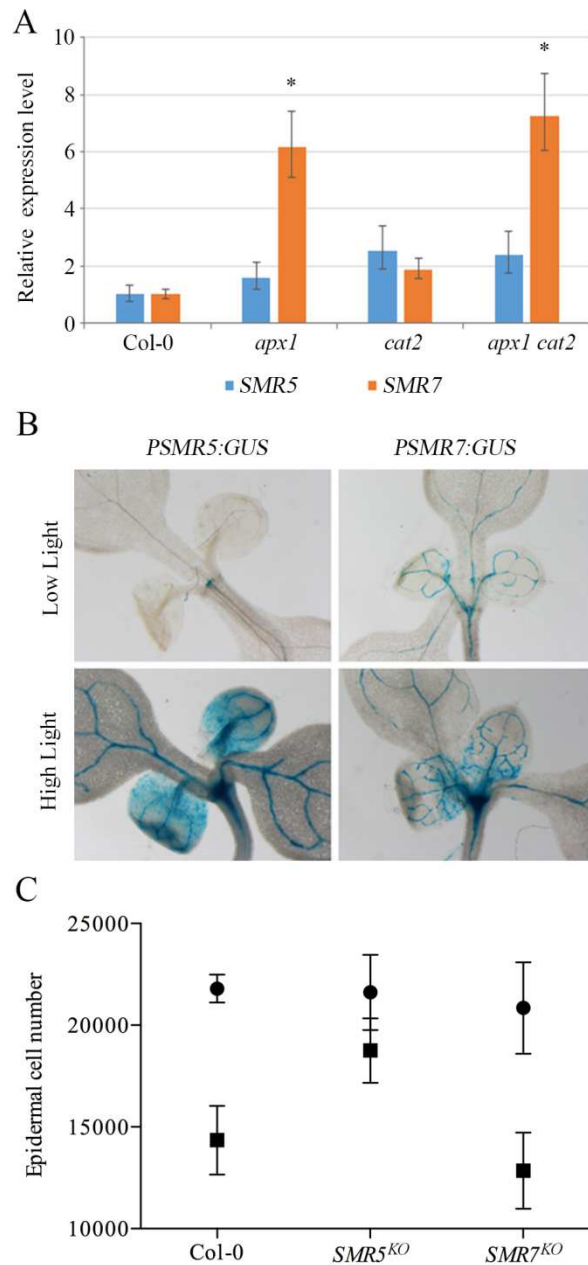 A
Relative expression level
10
8
6
4
2
0
*
*
Col-0 apx1 cat2 apx1 cat2
SMR5 SMR7
B
PSMR5:GUS PSMR7:GUS
Low Light
High Light
C
Epidermal cell number
25000
20000
15000
10000
Col-0 SMR5KO SMR7KO